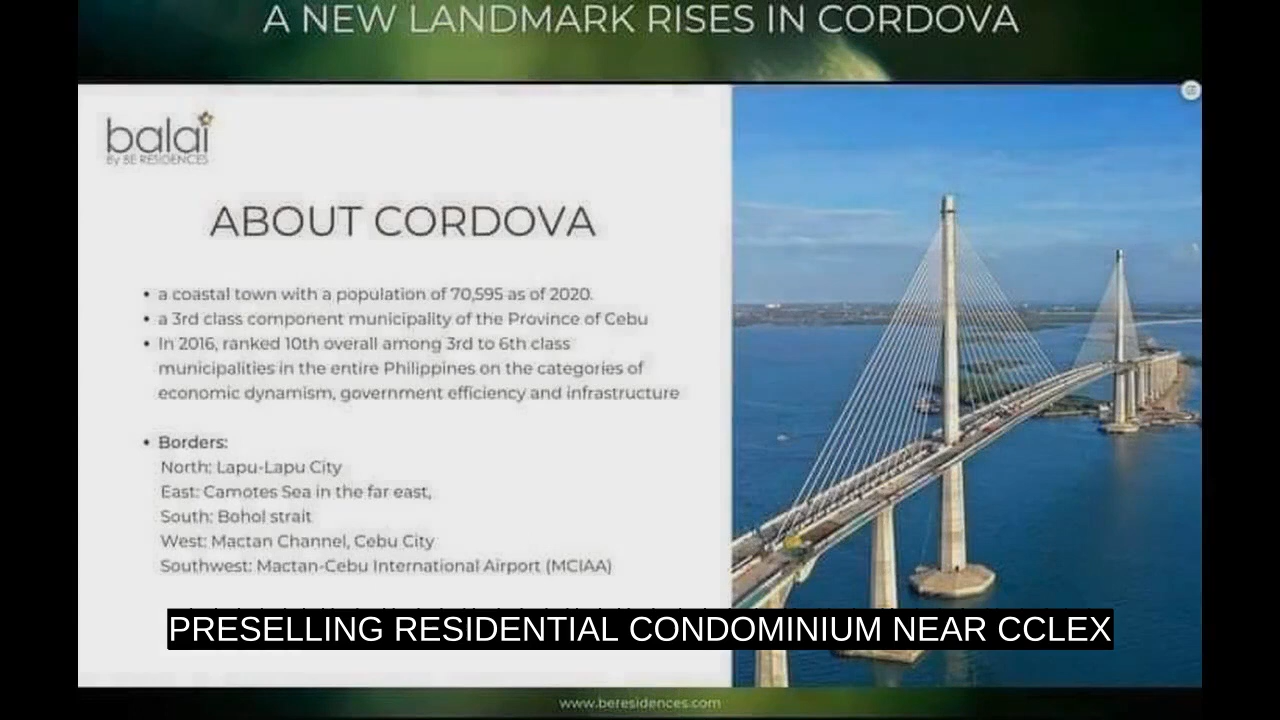 A NEW LANDMARK RISES IN CORDOVA
balai
By BE RESIDENCES
ABOUT CORDOVA
• a coastal town with a population of 70,595 as of 2020.
• a 3rd class component municipality of the Province of Cebu
• In 2016, ranked 10th overall among 3rd to 6th class
municipalities in the entire Philippines on the categories of
economic dynamism, government efficiency and infrastructure
• Borders:
North: Lapu-Lapu City
East: Camotes Sea in the far east,
South: Bohol strait
West: Mactan Channel, Cebu City
Southwest: Mactan-Cebu International Airport (MCIAA)
PRESELLING RESIDENTIAL CONDOMINIUM NEAR CCLEX
www.beresidences.com